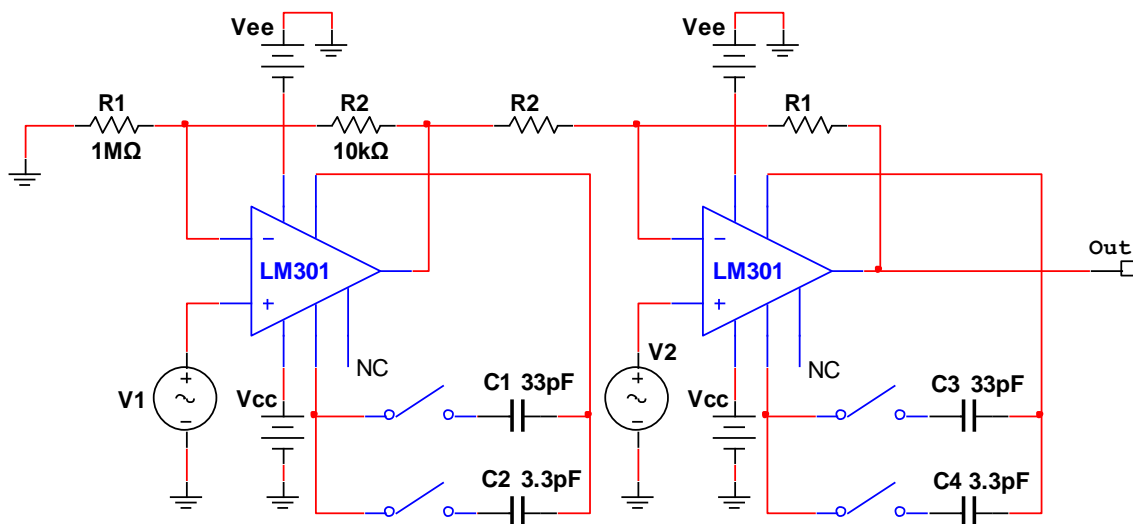 Vee
Vee
R1
R2
R2
R1
1MΩ
10kΩ
LM301
LM301
Out
NC
NC
V1
V2
Vcc
C1 33pF
Vcc
C3 33pF
C2 3.3pF
C4 3.3pF